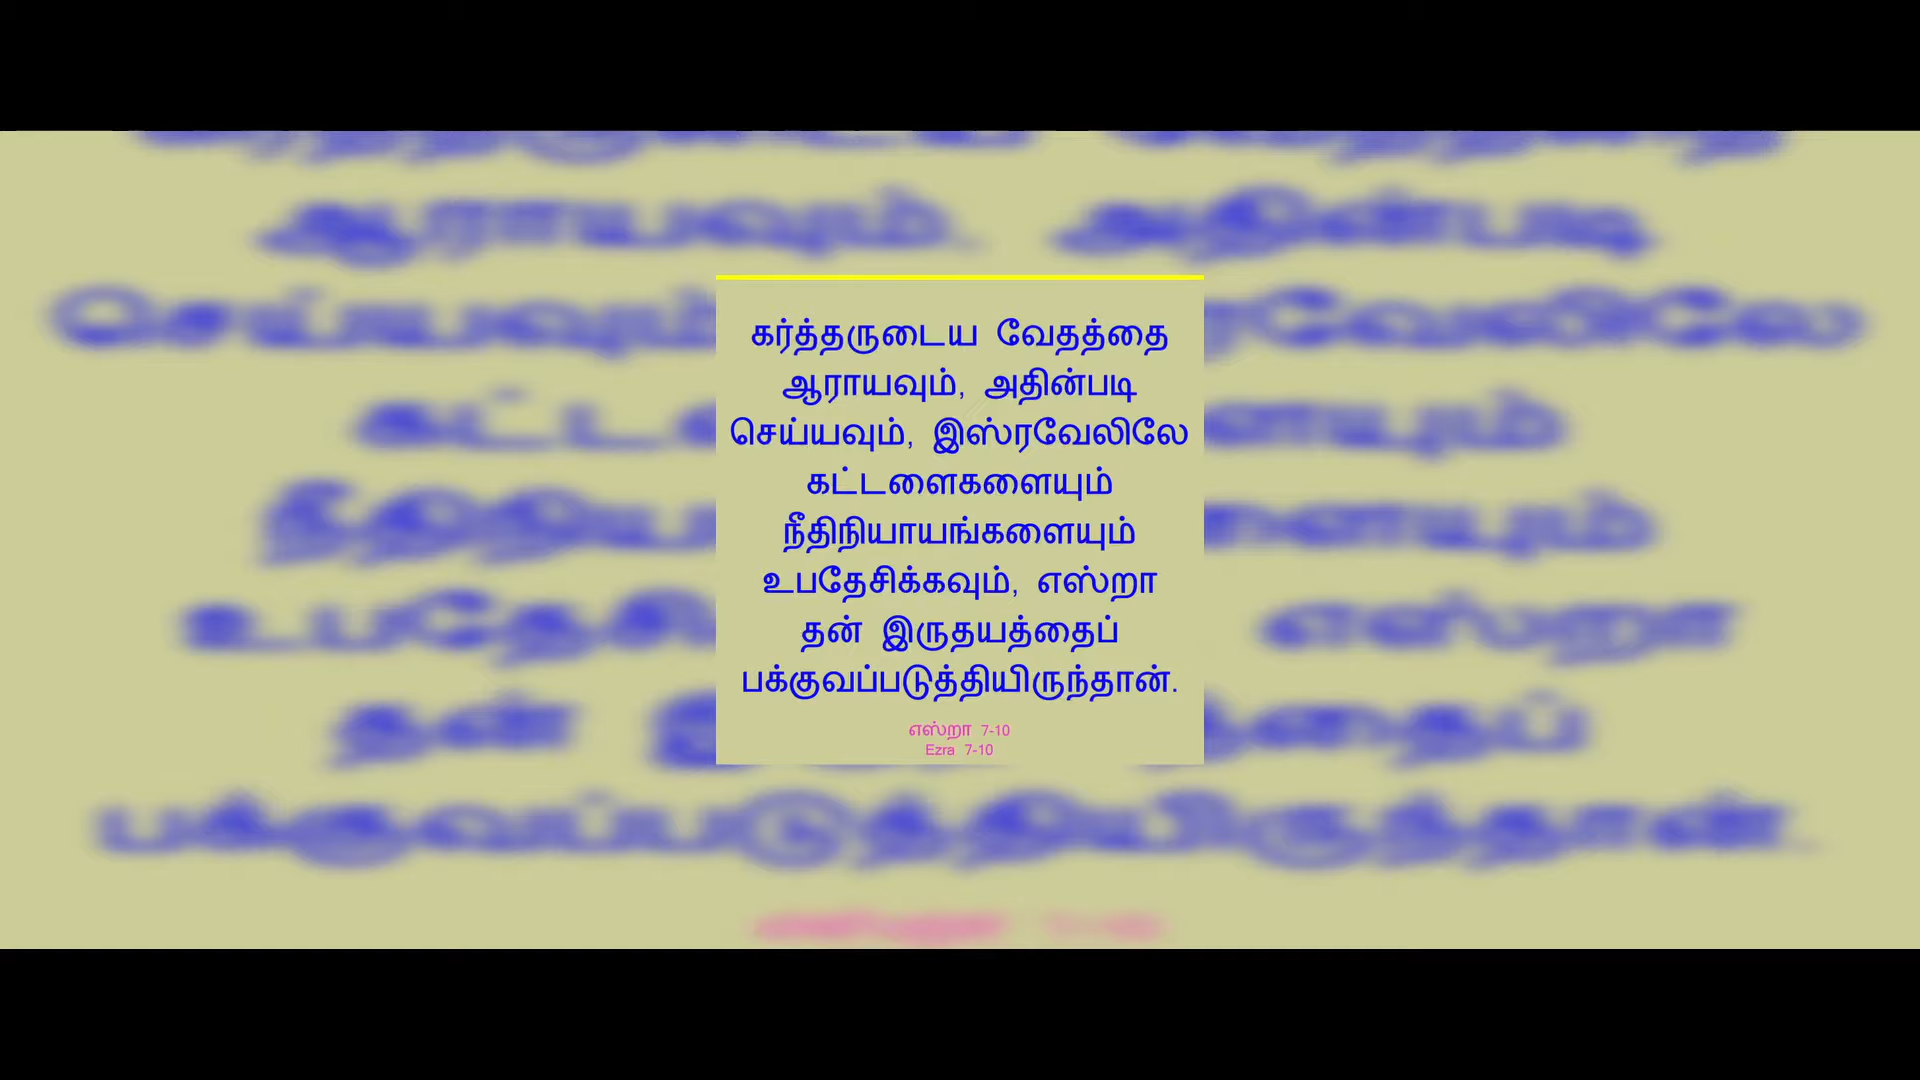 கர்த்தருடைய வேதத்தை
ஆராயவும், அதின்படி
செய்யவும், இஸ்ரவேலிலே
கட்டளைகளையும்
நீதிநியாயங்களையும்
உபதேசிக்கவும், எஸ்றா
தன் இருதயத்தைப்
பக்குவப்படுத்தியிருந்தான்.
எஸ்றா 7-10
Ezra 7-10